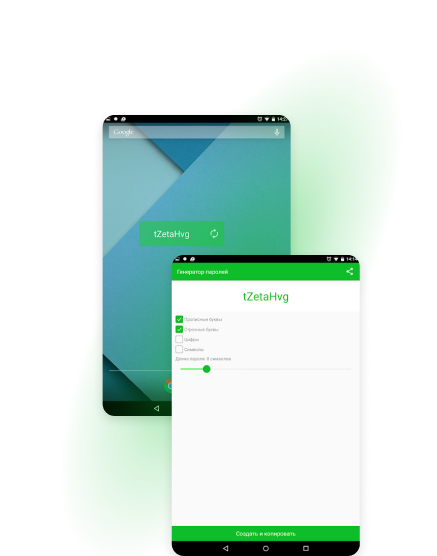 14:2
Google
tZetaHvg
14:14
Генератор паролей
tZetaHvg
Прописные буквы
Строчные буквы
Цифры
Символы
Длина пароля: 8 символов
Создать и копировать